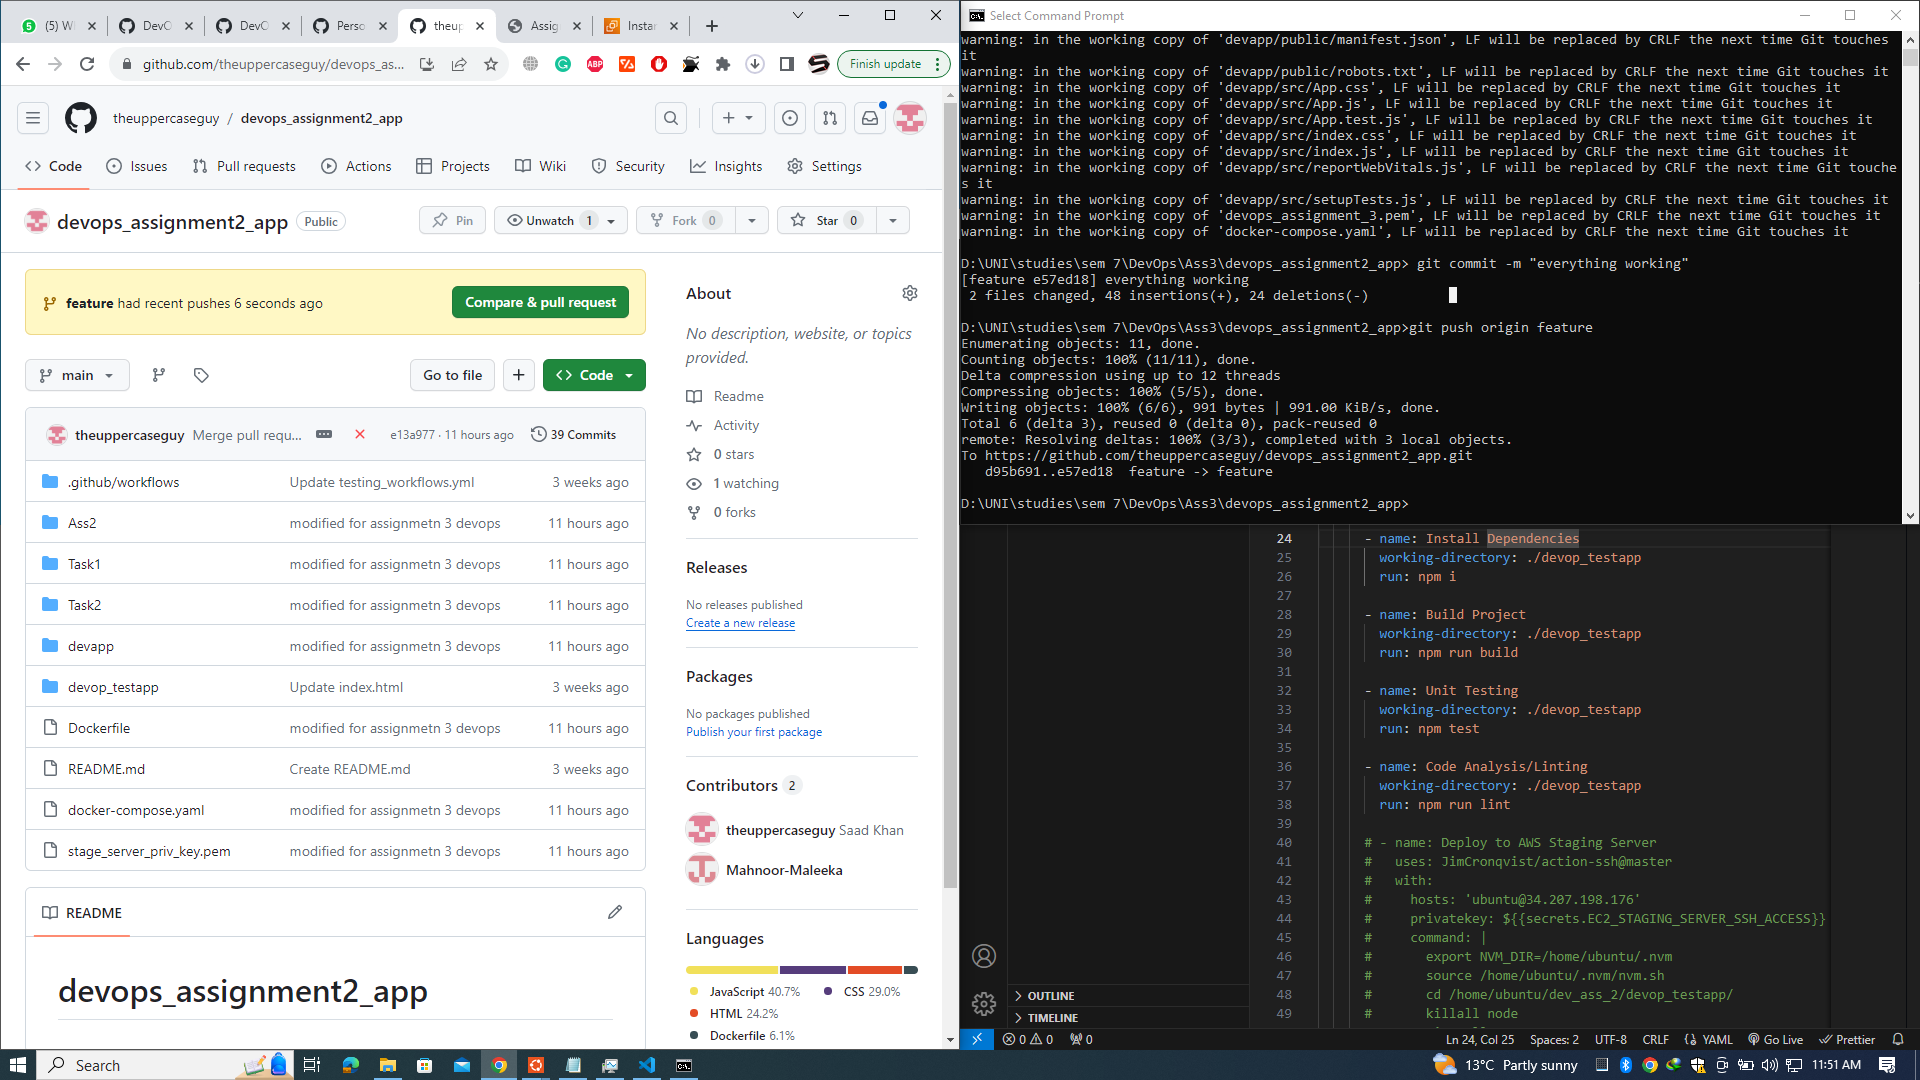 (5) W
DevO
DevO
Perso
theup
Assig
Instar
github.com/theuppercaseguy/devops_as...
Finish update
theuppercaseguy / devops_assignment2_app
Code
Issues
Pull requests
Actions
Projects
Wiki
Security
Insights
Settings
devops_assignment2_app Public
Pin
Unwatch 1
Fork 0
Star 0
feature had recent pushes 6 seconds ago
Compare & pull request
main
Go to file
Code
theuppercaseguy Merge pull requ... e13a977 · 11 hours ago 39 Commits
.github/workflows Update testing_workflows.yml 3 weeks ago
Ass2 modified for assignmetn 3 devops 11 hours ago
Task1 modified for assignmetn 3 devops 11 hours ago
Task2 modified for assignmetn 3 devops 11 hours ago
devapp modified for assignmetn 3 devops 11 hours ago
devop_testapp Update index.html 3 weeks ago
Dockerfile modified for assignmetn 3 devops 11 hours ago
README.md Create README.md 3 weeks ago
docker-compose.yaml modified for assignmetn 3 devops 11 hours ago
stage_server_priv_key.pem modified for assignmetn 3 devops 11 hours ago
README
devops_assignment2_app
About
No description, website, or topics
provided.
Readme
Activity
0 stars
1 watching
0 forks
Releases
No releases published
Create a new release
Packages
No packages published
Publish your first package
Contributors 2
theuppercaseguy Saad Khan
Mahnoor-Maleeka
Languages
JavaScript 40.7% CSS 29.0%
HTML 24.2%
Dockerfile 6.1%
Select Command Prompt
warning: in the working copy of 'devapp/public/manifest.json', LF will be replaced by CRLF the next time Git touches
it
warning: in the working copy of 'devapp/public/robots.txt', LF will be replaced by CRLF the next time Git touches it
warning: in the working copy of 'devapp/src/App.css', LF will be replaced by CRLF the next time Git touches it
warning: in the working copy of 'devapp/src/App.js', LF will be replaced by CRLF the next time Git touches it
warning: in the working copy of 'devapp/src/App.test.js', LF will be replaced by CRLF the next time Git touches it
warning: in the working copy of 'devapp/src/index.css', LF will be replaced by CRLF the next time Git touches it
warning: in the working copy of 'devapp/src/index.js', LF will be replaced by CRLF the next time Git touches it
warning: in the working copy of 'devapp/src/reportWebVitals.js', LF will be replaced by CRLF the next time Git touche
s it
warning: in the working copy of 'devapp/src/setupTests.js', LF will be replaced by CRLF the next time Git touches it
warning: in the working copy of 'devops_assignment_3.pem', LF will be replaced by CRLF the next time Git touches it
warning: in the working copy of 'docker-compose.yaml', LF will be replaced by CRLF the next time Git touches it
D:\UNI\studies\sem 7\DevOps\Ass3\devops_assignment2_app> git commit -m "everything working"
[feature e57ed18] everything working
2 files changed, 48 insertions(+), 24 deletions(-)
D:\UNI\studies\sem 7\DevOps\Ass3\devops_assignment2_app>git push origin feature
Enumerating objects: 11, done.
Counting objects: 100% (11/11), done.
Delta compression using up to 12 threads
Compressing objects: 100% (5/5), done.
Writing objects: 100% (6/6), 991 bytes | 991.00 KiB/s, done.
Total 6 (delta 3), reused 0 (delta 0), pack-reused 0
remote: Resolving deltas: 100% (3/3), completed with 3 local objects.
To https://github.com/theuppercaseguy/devops_assignment2_app.git
d95b691..e57ed18 feature -> feature
D:\UNI\studies\sem 7\DevOps\Ass3\devops_assignment2_app>
24 - name: Install Dependencies
25 working-directory: ./devop_testapp
26 run: npm i
27
28 - name: Build Project
29 working-directory: ./devop_testapp
30 run: npm run build
31
32 - name: Unit Testing
33 working-directory: ./devop_testapp
34 run: npm test
35
36 - name: Code Analysis/Linting
37 working-directory: ./devop_testapp
38 run: npm run lint
39
40 # - name: Deploy to AWS Staging Server
41 # uses: JimCronqvist/action-ssh@master
42 # with:
43 # hosts: 'ubuntu@34.207.198.176'
44 # privatekey: ${{secrets.EC2_STAGING_SERVER_SSH_ACCESS}}
45 # command: |
46 # export NVM_DIR=/home/ubuntu/.nvm
47 # source /home/ubuntu/.nvm/nvm.sh
48 # cd /home/ubuntu/dev_ass_2/devop_testapp/
49 # killall node
OUTLINE
TIMELINE
0 0 0 Ln 24, Col 25 Spaces: 2 UTF-8 CRLF YAML Go Live Prettier
Search
13°C Partly sunny
11:51 AM